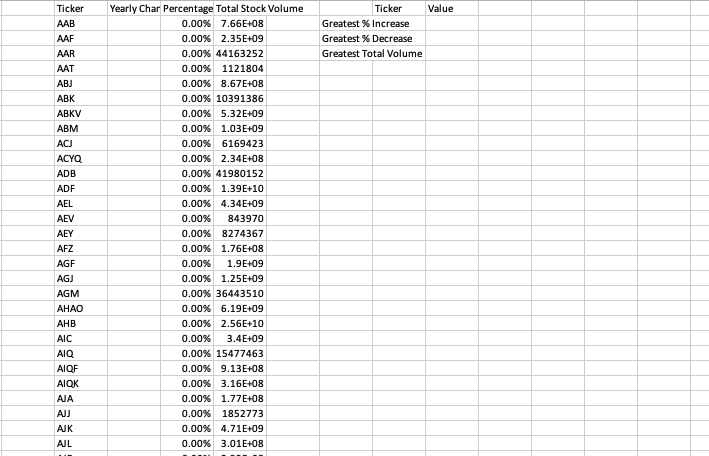 Ticker Yearly Char Percentage Total Stock Volume Ticker Value
AAB 0.00% 7.66E+08 Greatest % Increase
AAF 0.00% 2.35E+09 Greatest % Decrease
AAR 0.00% 44163252 Greatest Total Volume
AAT 0.00% 1121804
ABJ 0.00% 8.67E+08
ABK 0.00% 10391386
ABKV 0.00% 5.32E+09
ABM 0.00% 1.03E+09
ACJ 0.00% 6169423
ACYQ 0.00% 2.34E+08
ADB 0.00% 41980152
ADF 0.00% 1.39E+10
AEL 0.00% 4.34E+09
AEV 0.00% 843970
AEY 0.00% 8274367
AFZ 0.00% 1.76E+08
AGF 0.00% 1.9E+09
AGJ 0.00% 1.25E+09
AGM 0.00% 36443510
AHAO 0.00% 6.19E+09
AHB 0.00% 2.56E+10
AIC 0.00% 3.4E+09
AIQ 0.00% 15477463
AIQF 0.00% 9.13E+08
AIQK 0.00% 3.16E+08
AJA 0.00% 1.77E+08
AJJ 0.00% 1852773
AJK 0.00% 4.71E+09
AJL 0.00% 3.01E+08